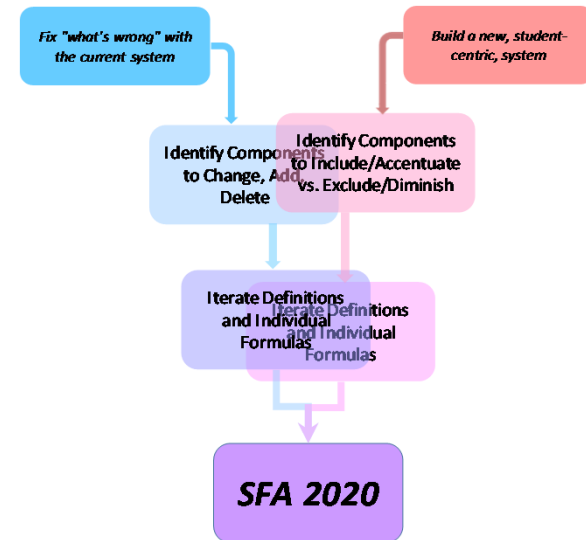 Fix "what's wrong" with
the current system
Build a new, student-
centric, system
Identify Components
to Change, Add,
Delete
Identify Components
to Include/Accentuate
vs. Exclude/Diminish
Iterate Definitions
and Individual
Formulas
Iterate Definitions
and Individual
Formulas
SFA 2020